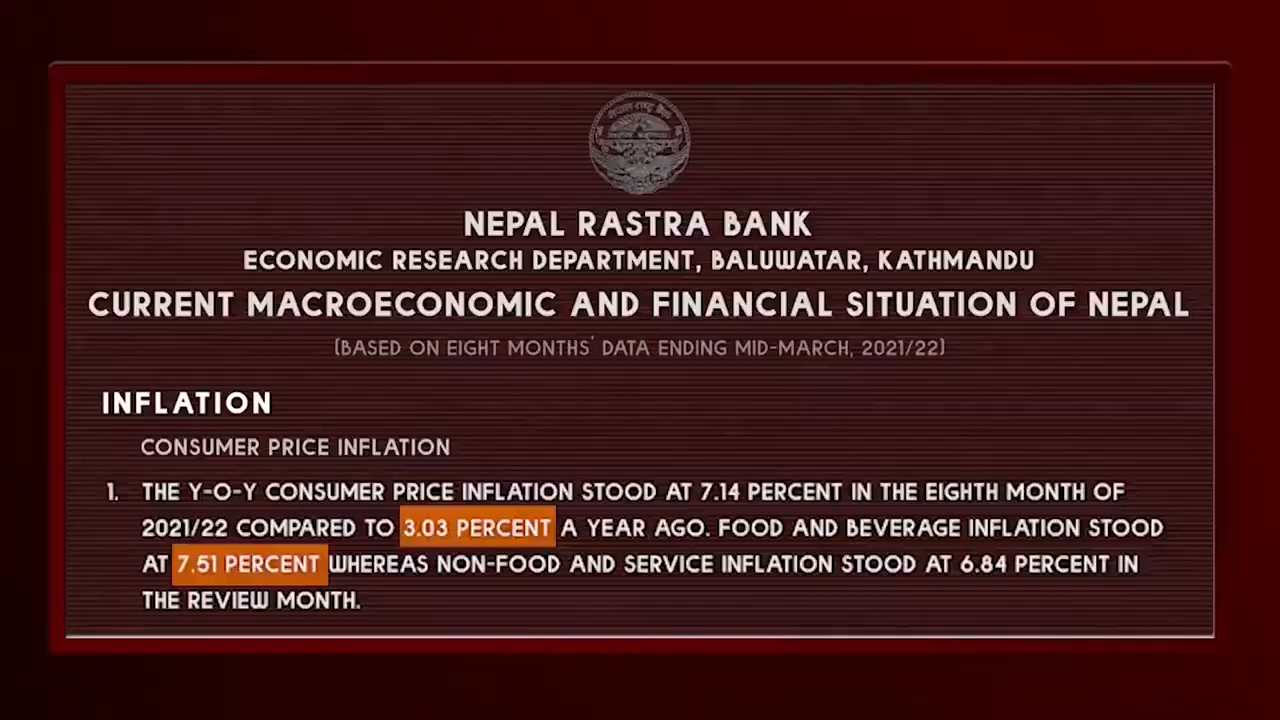 NEPAL RASTRA BANK
ECONOMIC RESEARCH DEPARTMENT, BALUWATAR, KATHMANDU
CURRENT MACROECONOMIC AND FINANCIAL SITUATION OF NEPAL
(BASED ON EIGHT MONTHS' DATA ENDING MID-MARCH, 2021/22)
INFLATION
CONSUMER PRICE INFLATION
1. THE Y-O-Y CONSUMER PRICE INFLATION STOOD AT 7.14 PERCENT IN THE EIGHTH MONTH OF
2021/22 COMPARED TO 3.03 PERCENT A YEAR AGO. FOOD AND BEVERAGE INFLATION STOOD
AT 7.51 PERCENT WHEREAS NON-FOOD AND SERVICE INFLATION STOOD AT 6.84 PERCENT IN
THE REVIEW MONTH.